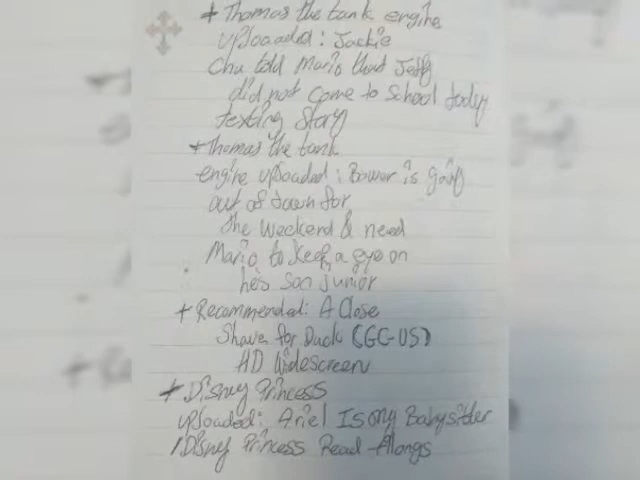 + Thomas the tank engine
uploaded: Jackie
Chu told Mario that Jeffy
did not come to school today
texting story
+ Thomas the tank
engine uploaded: Bowser is going
out of town for
the weekend & need
Mario to keep a eye on
he's son junior
+ Recommended: A Close
Shave for Duck (GC-US)
HD Widescreen
+ Disney Princess
uploaded: Ariel Is my Babysitter
/Disney Princess Read-Alongs